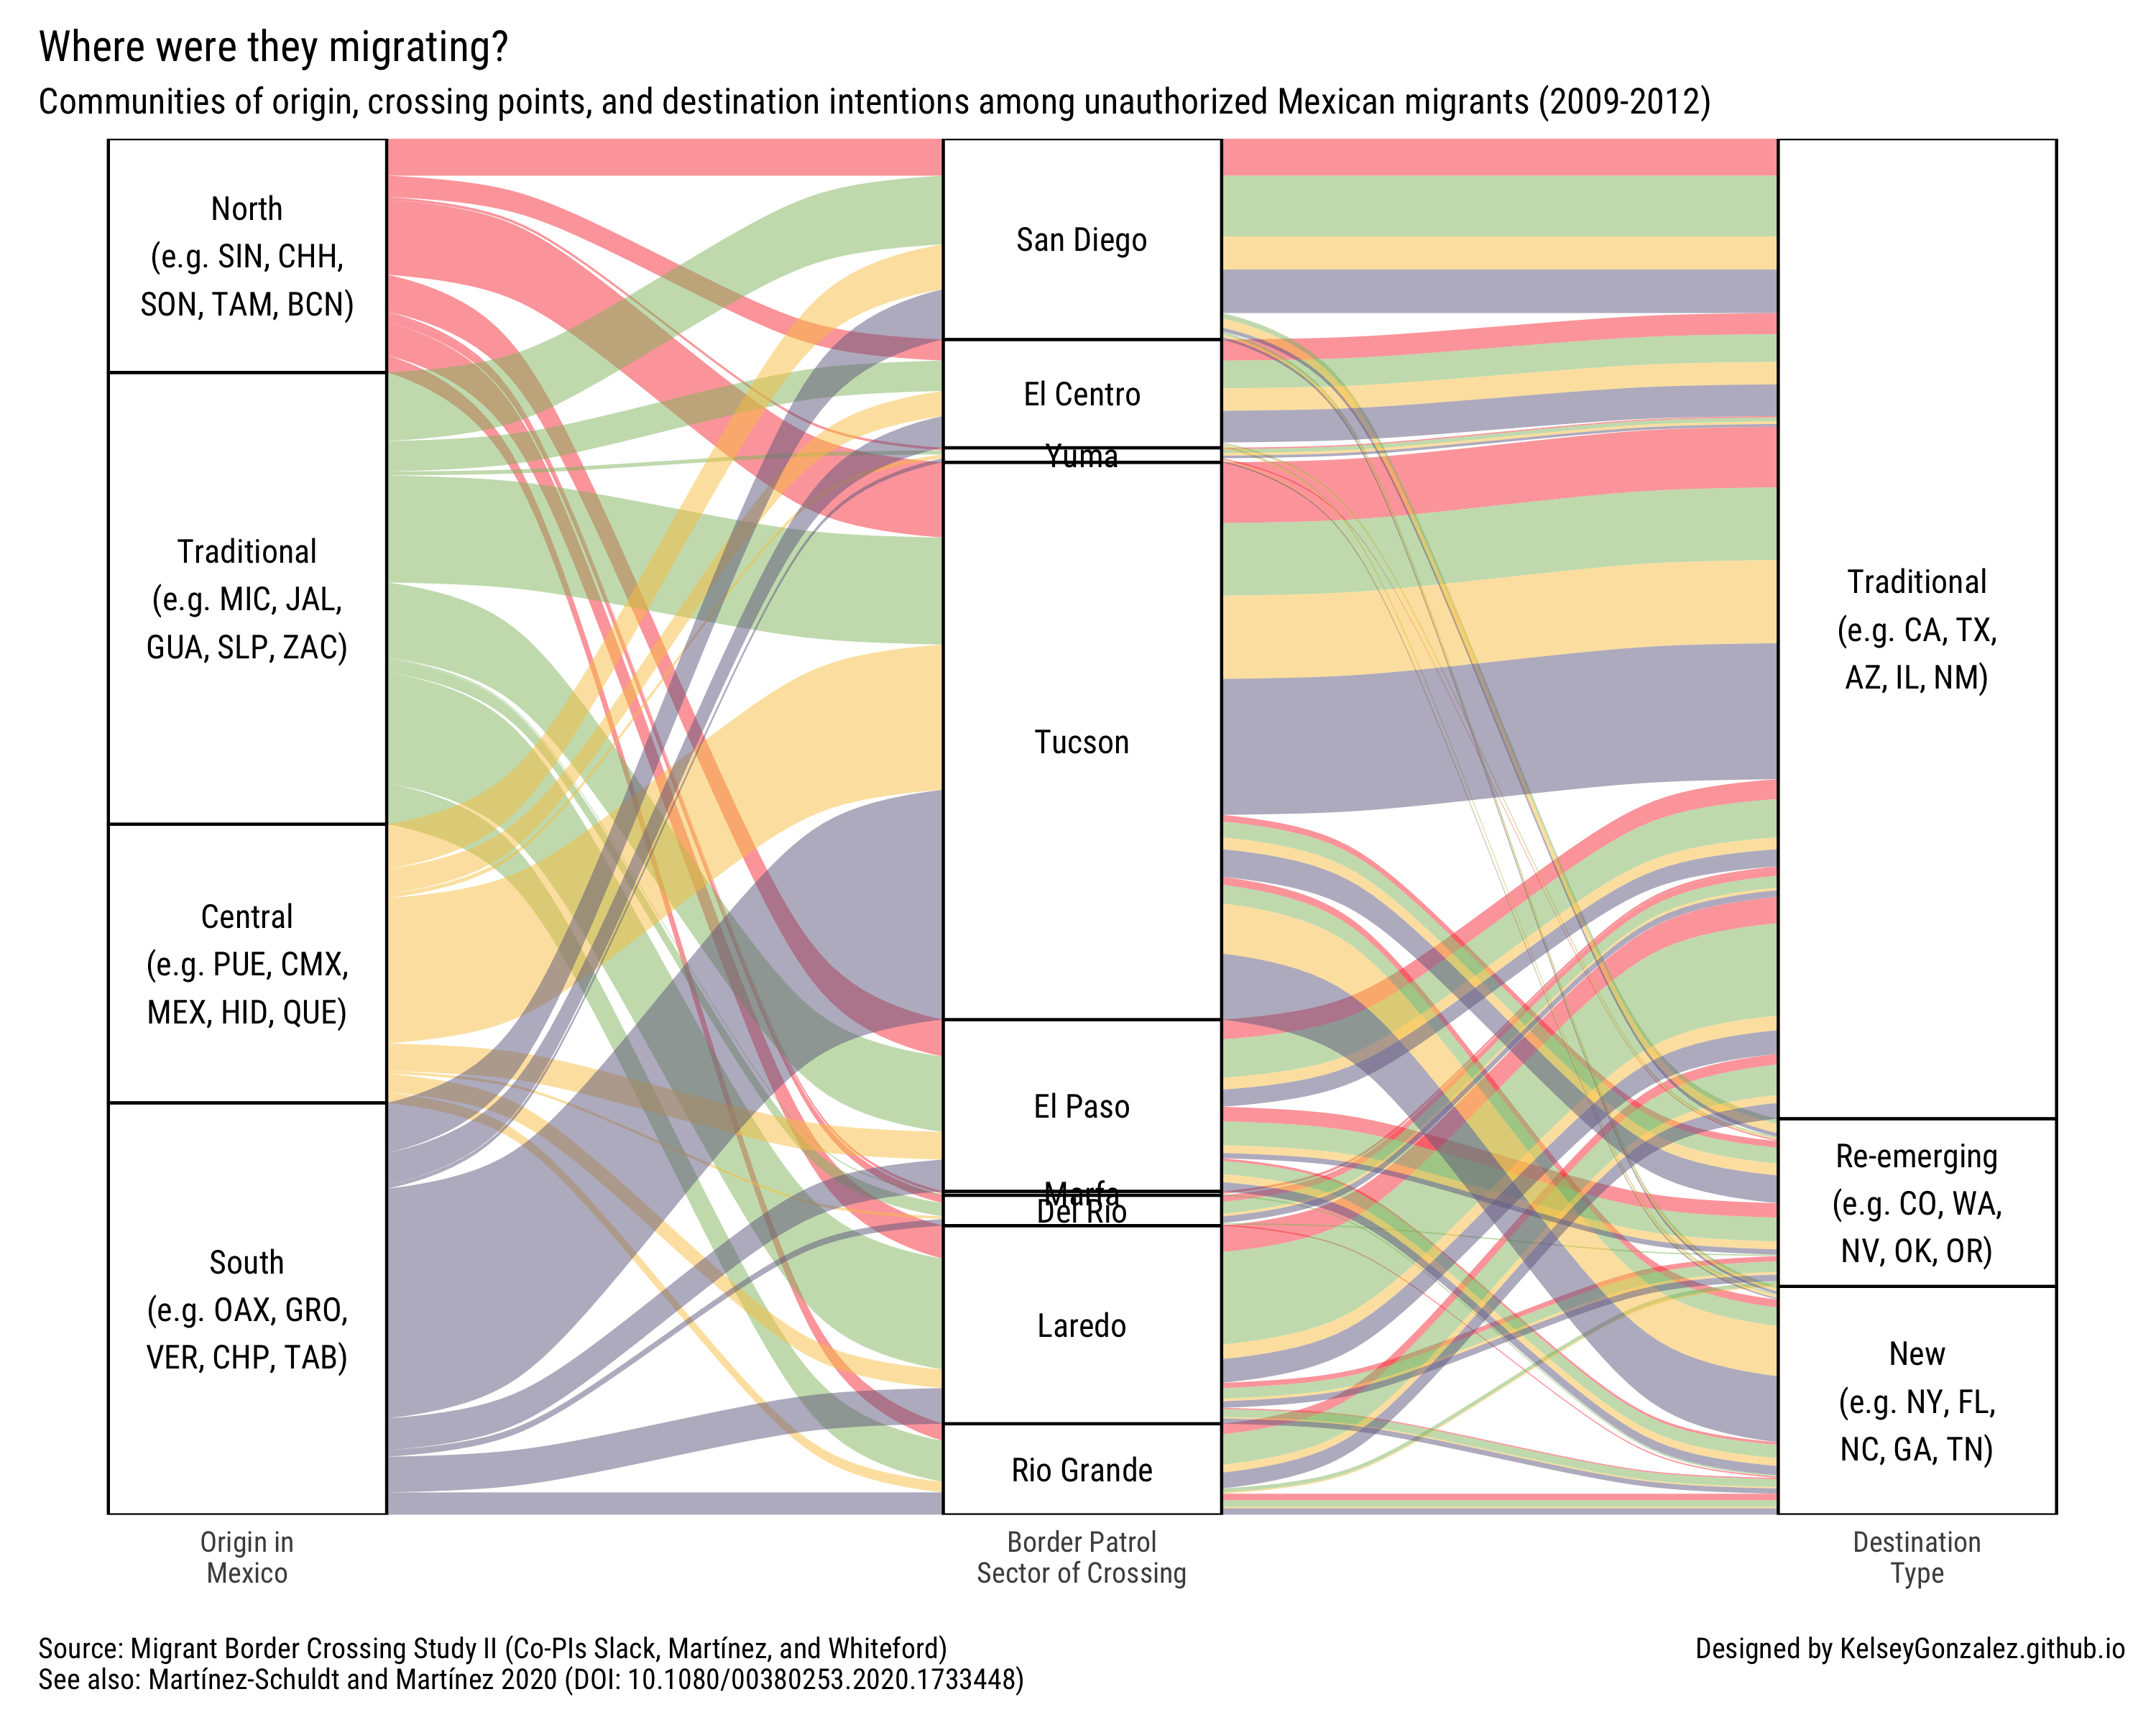 Where were they migrating?
Communities of origin, crossing points, and destination intentions among unauthorized Mexican migrants (2009-2012)
North
(e.g. SIN, CHH,
SON, TAM, BCN)
Traditional
(e.g. MIC, JAL,
GUA, SLP, ZAC)
Central
(e.g. PUE, CMX,
MEX, HID, QUE)
South
(e.g. OAX, GRO,
VER, CHP, TAB)
Origin in
Mexico
San Diego
El Centro
Yuma
Tucson
El Paso
Marfa
Del Rio
Laredo
Rio Grande
Border Patrol
Sector of Crossing
Traditional
(e.g. CA, TX,
AZ, IL, NM)
Re-emerging
(e.g. CO, WA,
NV, OK, OR)
New
(e.g. NY, FL,
NC, GA, TN)
Destination
Type
Source: Migrant Border Crossing Study II (Co-PIs Slack, Martínez, and Whiteford)
See also: Martínez-Schuldt and Martínez 2020 (DOI: 10.1080/00380253.2020.1733448)
Designed by KelseyGonzalez.github.io